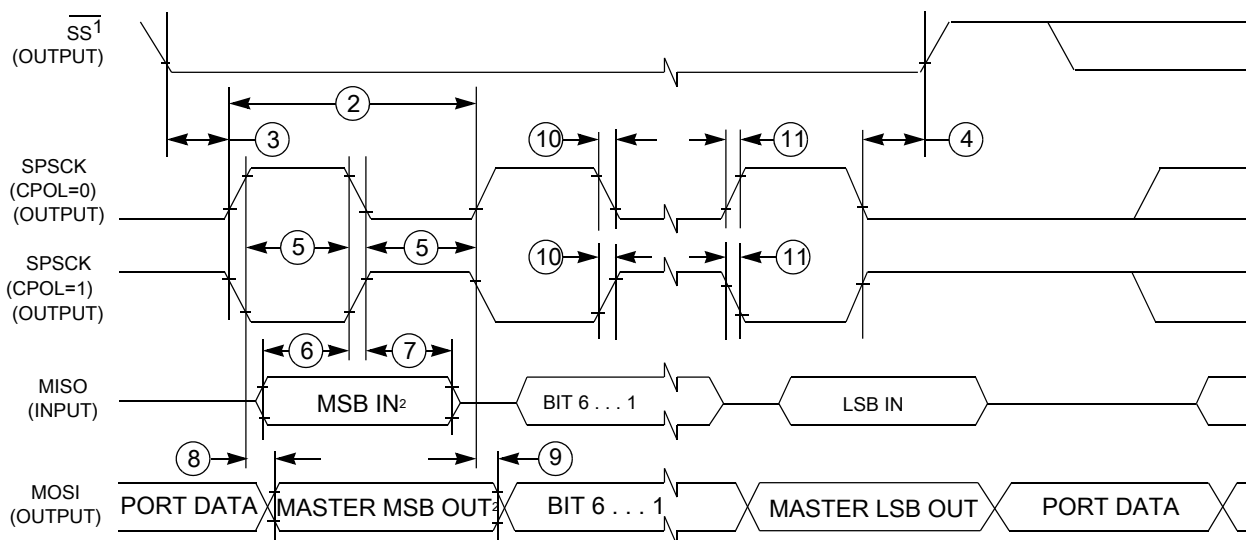 SS1
(OUTPUT)
2
3
10
11
4
SPSCK
(CPOL=0)
(OUTPUT)
5
5
SPSCK
(CPOL=1)
(OUTPUT)
10
11
6
7
MISO
(INPUT)
MSB IN2
BIT 6 . . . 1
LSB IN
8
9
MOSI
(OUTPUT)
PORT DATA
MASTER MSB OUT2
BIT 6 . . . 1
MASTER LSB OUT
PORT DATA